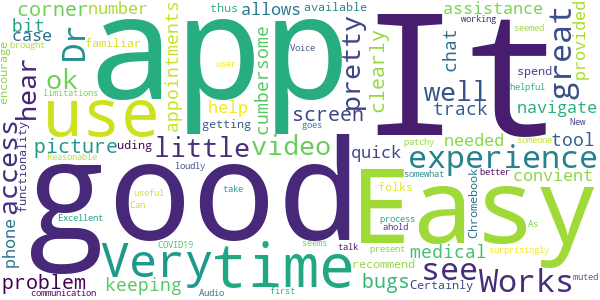 corner number
bit
case familiar
thus allows available
assistance working
brought
encourage
Dr
ok
hear
app
It
appointments
cumbersome
user
Voice
screen
pretty
clearly
chat
seemed
spend
great
provided
limitations
use
help
getting
goes
well
track
helpful
New
navigate
access
functionality
picture
Reasonable
uding
little
video
quick
needed
patchy
someone
tool
experience
phone
good
loudly
Easy
somewhat
better
convient
Excellent
useful
Can
take
folks
process
ahold
Chromebook
As
COVID19
Very
time
seems
talk
present
medical
surprisingly
see
Works
problem
keeping
recommend
bugs
Certainly
communication
Audio
first
muted